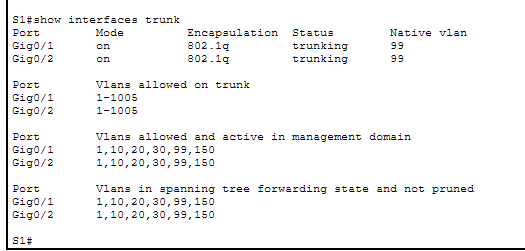 S1#show interfaces trunk
Port        Mode         Encapsulation  Status        Native vlan
Gig0/1      on           802.1q         trunking      99
Gig0/2      on           802.1q         trunking      99

Port        Vlans allowed on trunk
Gig0/1      1-1005
Gig0/2      1-1005

Port        Vlans allowed and active in management domain
Gig0/1      1,10,20,30,99,150
Gig0/2      1,10,20,30,99,150

Port        Vlans in spanning tree forwarding state and not pruned
Gig0/1      1,10,20,30,99,150
Gig0/2      1,10,20,30,99,150

S1#